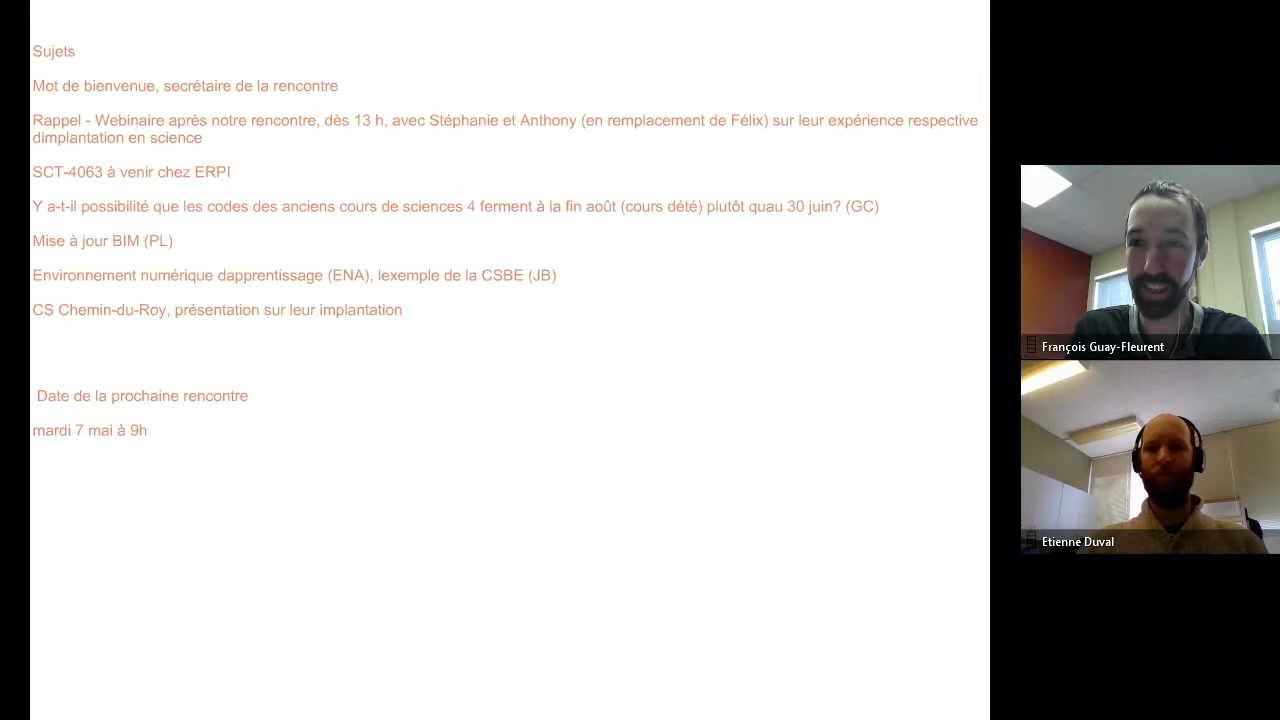 Sujets
Mot de bienvenue, secrétaire de la rencontre
Rappel - Webinaire après notre rencontre, dès 13 h, avec Stéphanie et Anthony (en remplacement de Félix) sur leur expérience respective
dimplantation en science
SCT-4063 à venir chez ERPI
Y a-t-il possibilité que les codes des anciens cours de sciences 4 ferment à la fin août (cours dété) plutôt quau 30 juin? (GC)
Mise à jour BIM (PL)
Environnement numérique dapprentissage (ENA), lexemple de la CSBE (JB)
CS Chemin-du-Roy, présentation sur leur implantation
Date de la prochaine rencontre
mardi 7 mai à 9h
François Guay-Fleurent
Etienne Duval